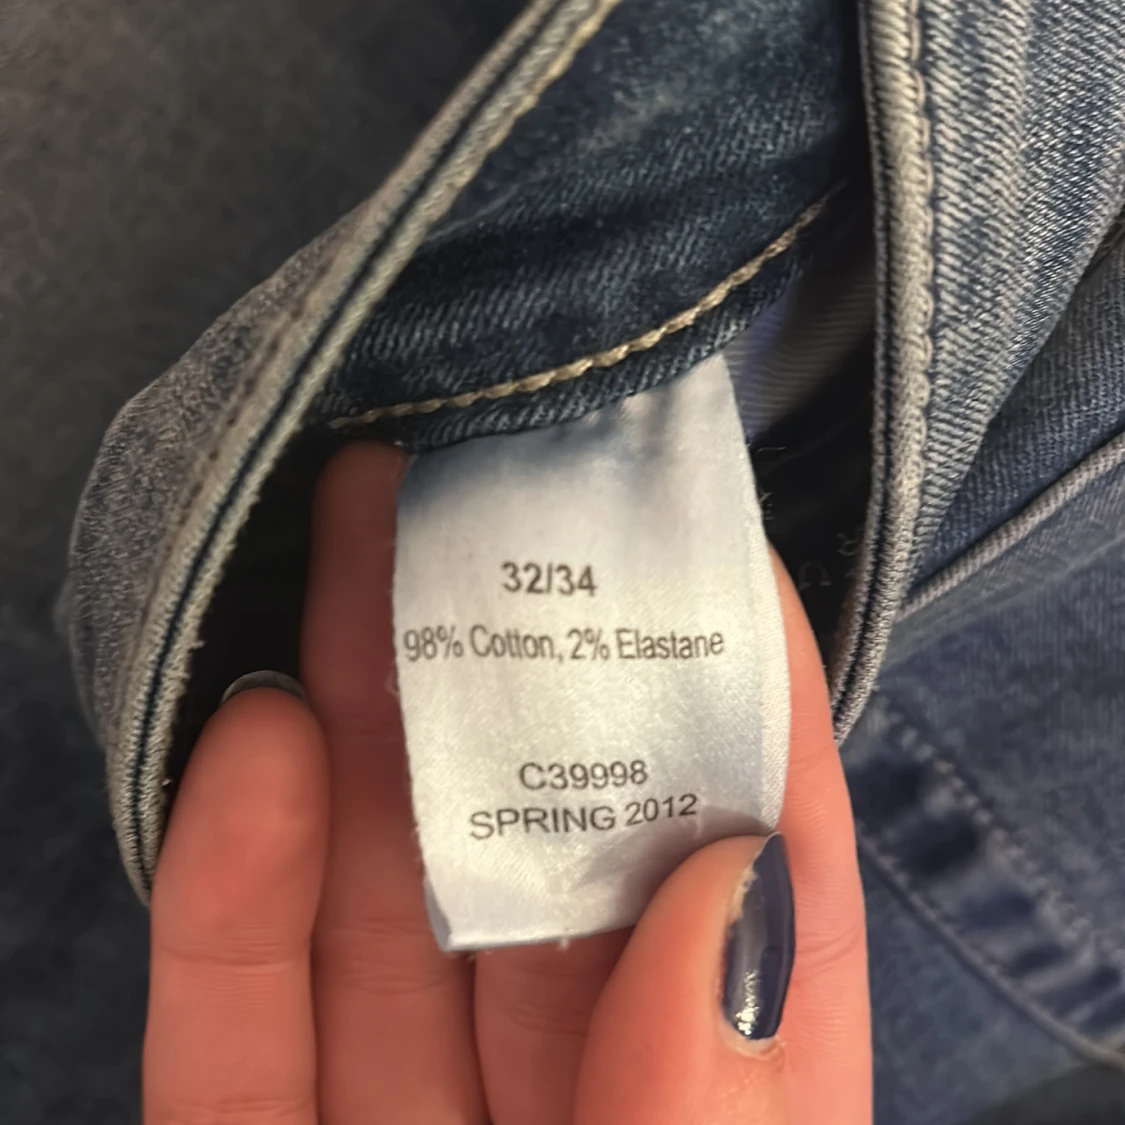 32/34
98% Cotton, 2% Elastane
C39998
SPRING 2012